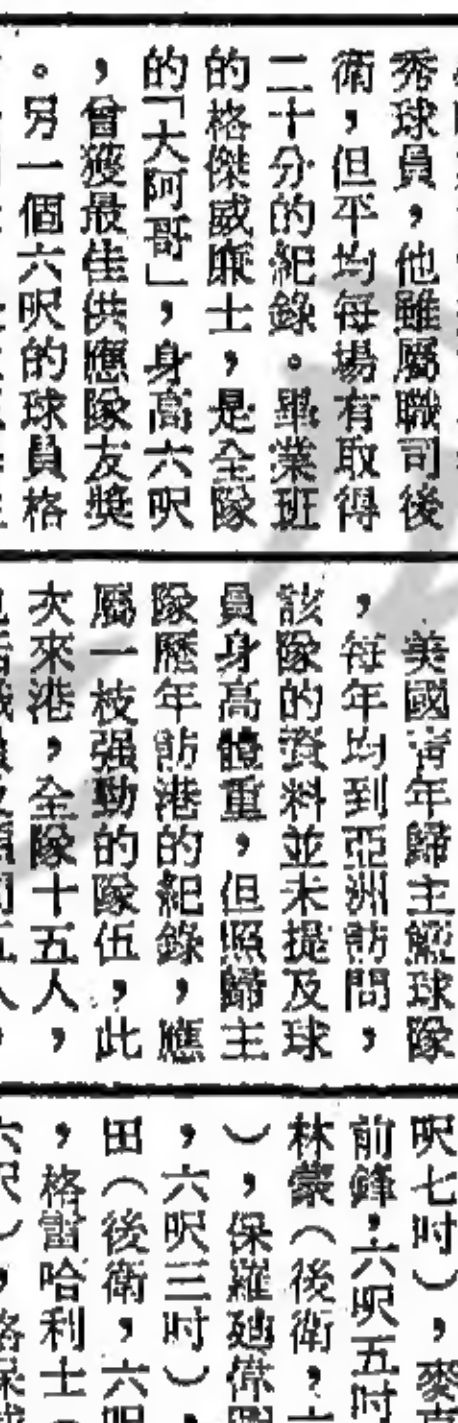 秀球員，他雖屬職司後
衛，但平均每場有取得
二十分的紀錄。畢業班
的格傑威廉士，是全隊
的「大阿哥」，身高六呎
，曾獲最佳供應隊友獎
。另一個六呎的球員格
美國青年歸主籃球隊
，每年均到亞洲訪問，
該隊的資料並未提及球
員身高體重，但照歸主
隊歷年訪港的紀錄，應
屬一枝强勁的隊伍，此
次來港，全隊十五人，
呎七吋），麥
前鋒，六呎五吋
林蒙（後衛，六
），保羅廸偉
，六呎三吋），
田（後衛，六呎
，格雷哈利士
六呎），格保